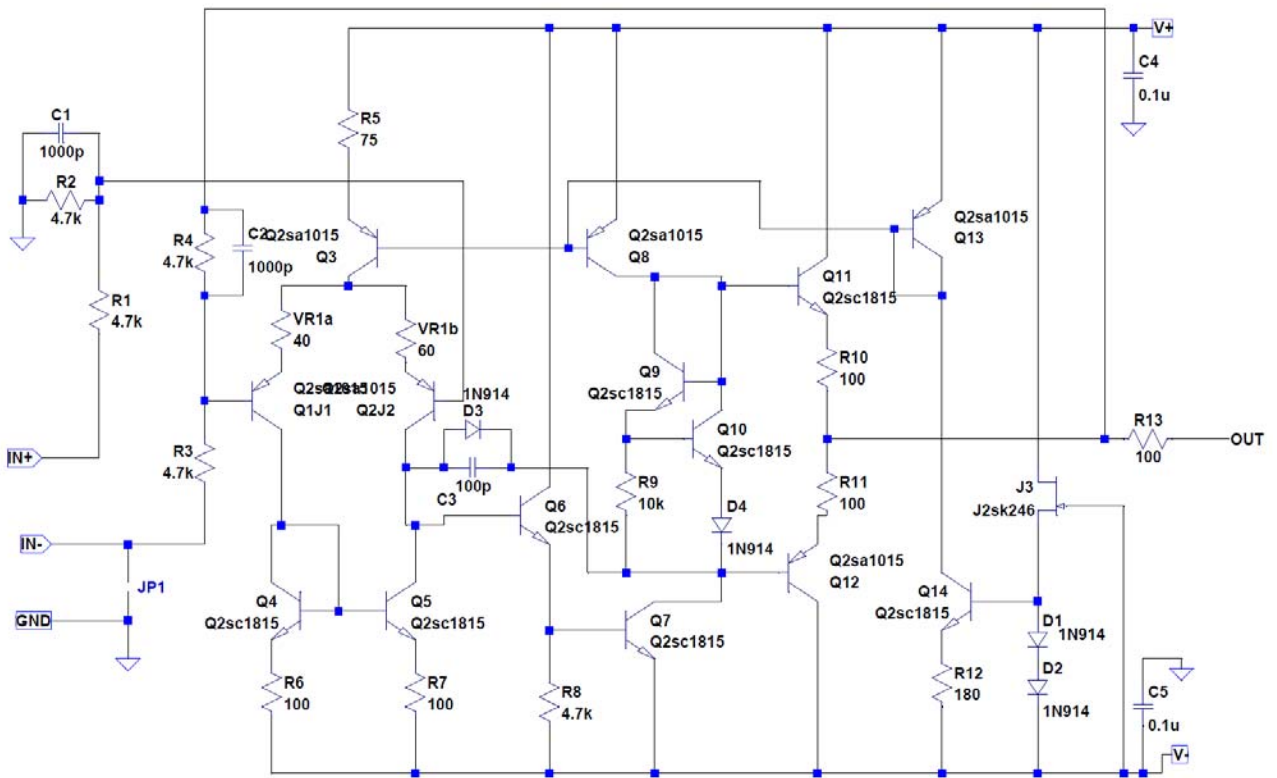 V+
C4
0.1u
R5
75
C1
1000p
R2
4.7k
R4
4.7k
C2
1000p
Q2sa1015
Q3
Q2sa1015
Q8
Q2sa1015
Q13
R1
4.7k
Q11
Q2sc1815
VR1a
40
VR1b
60
R10
100
Q1J1
Q2sa1015
Q2J2
1N914
D3
Q9
Q2sc1815
Q10
Q2sc1815
R13
100
OUT
IN+
R3
4.7k
100p
C3
R9
10k
R11
100
J3
J2sk246
Q6
Q2sc1815
D4
1N914
Q2sa1015
Q12
IN-
JP1
GND
Q4
Q2sc1815
Q5
Q2sc1815
Q7
Q2sc1815
Q14
Q2sc1815
D1
1N914
D2
1N914
R6
100
R7
100
R8
4.7k
R12
180
C5
0.1u
V-